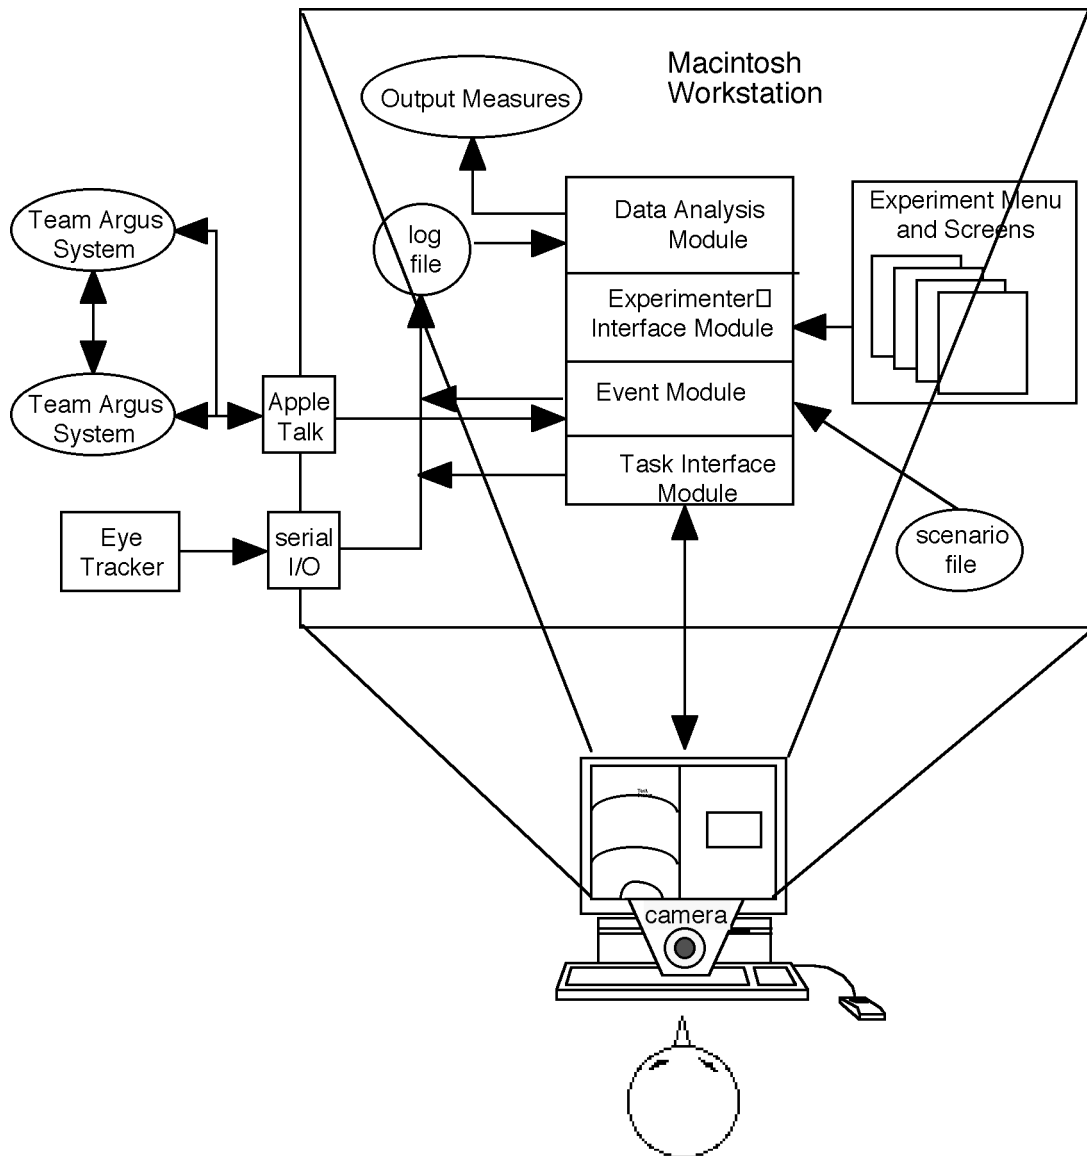 Macintosh
Workstation
Output Measures
Team Argus
System
log
file
Data Analysis
Module
Experiment Menu
and Screens
Experimenter□
Interface Module
Team Argus
System
Apple
Talk
Event Module
Task Interface
Module
Eye
Tracker
serial
I/O
scenario
file
camera